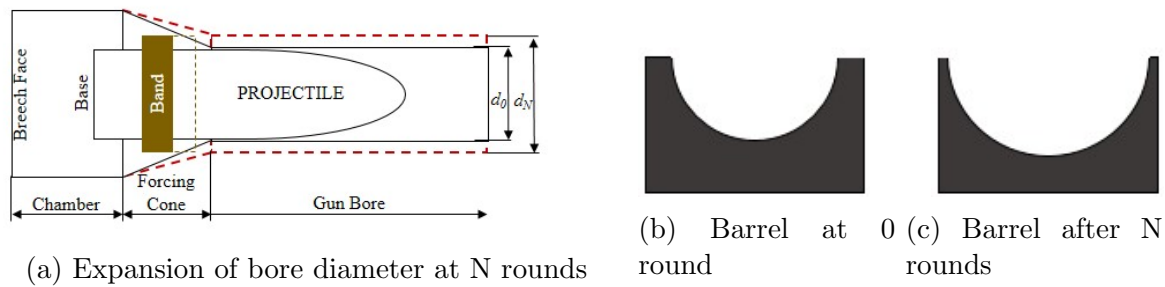 Breech Face
Base
Band
PROJECTILE
d0 dN
Chamber
Forcing
Cone
Gun Bore
(a) Expansion of bore diameter at N rounds
(b) Barrel at 0
round
(c) Barrel after N
rounds